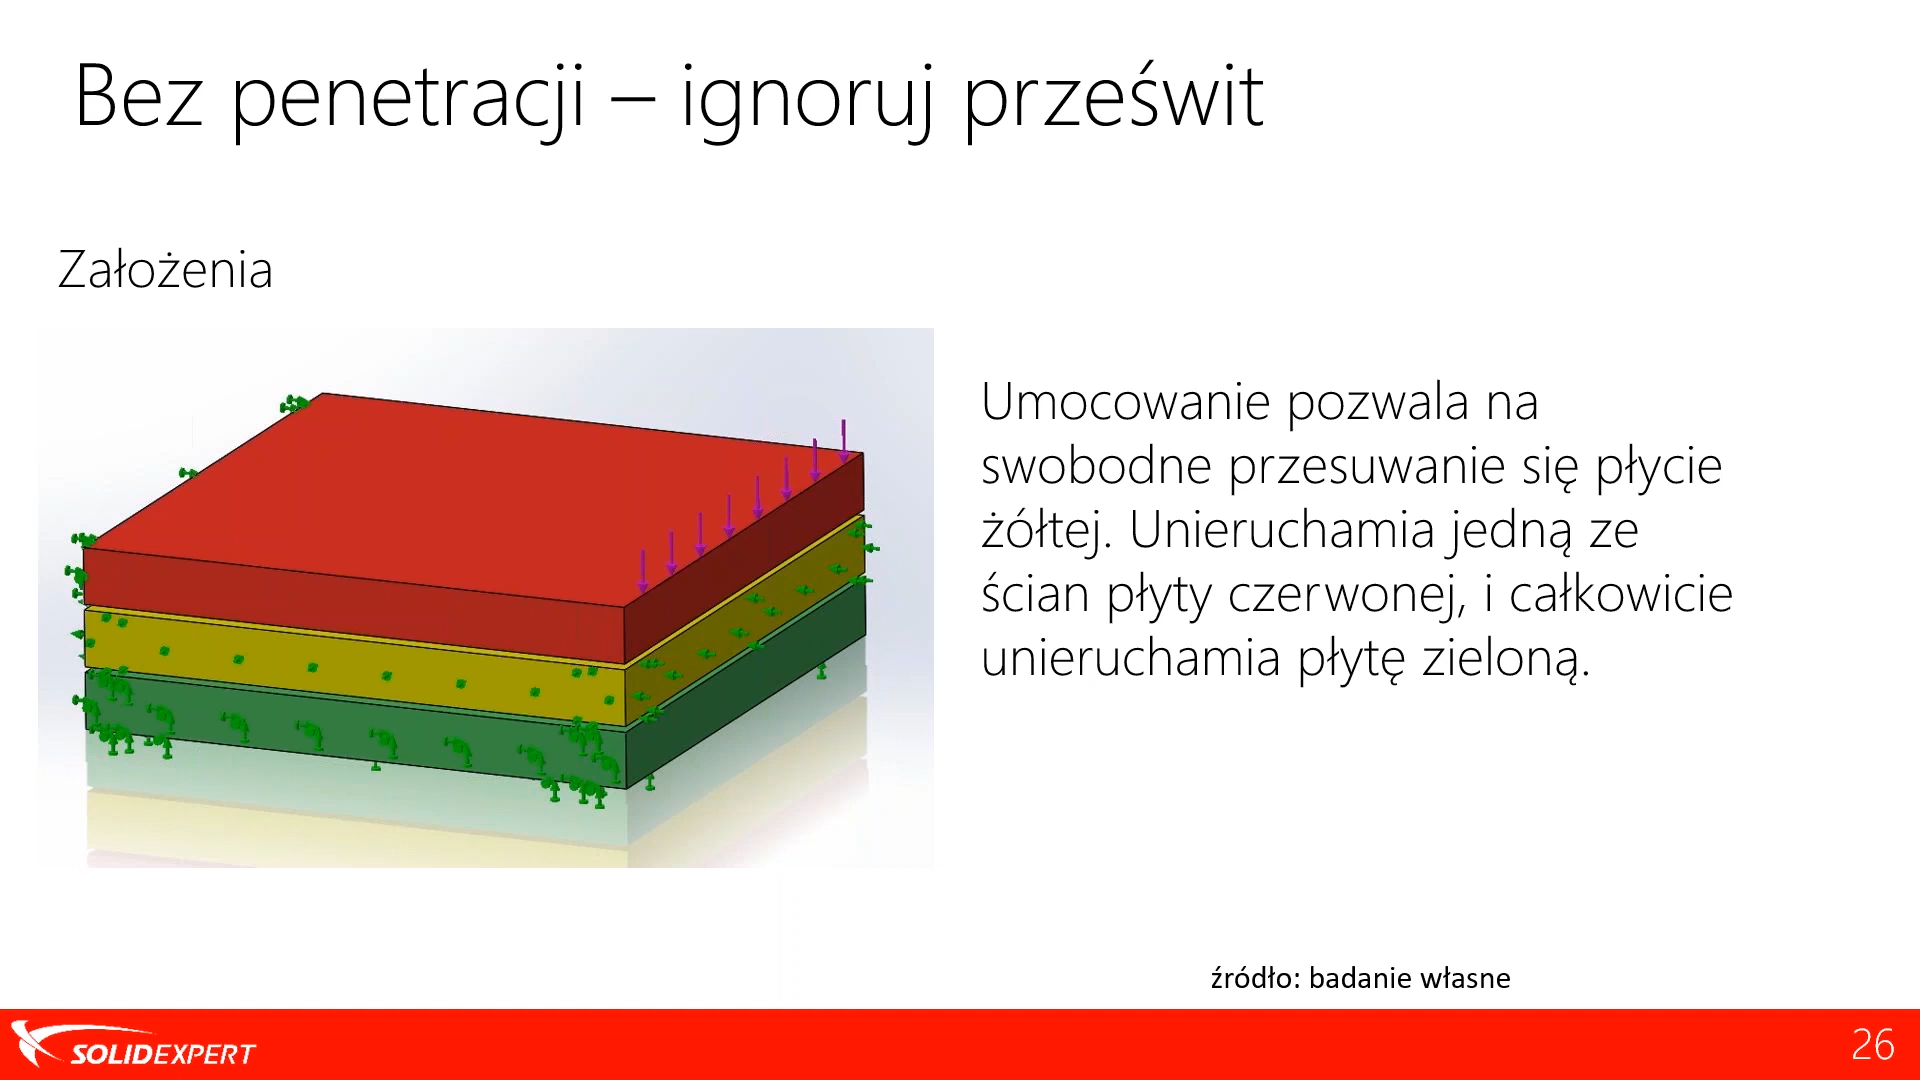 Bez penetracji – ignoruj prześwit
Założenia
Umocowanie pozwala na
swobodne przesuwanie się płycie
żółtej. Unieruchamia jedną ze
ścian płyty czerwonej, i całkowicie
unieruchamia płytę zieloną.
źródło: badanie własne
SOLIDEXPERT
26